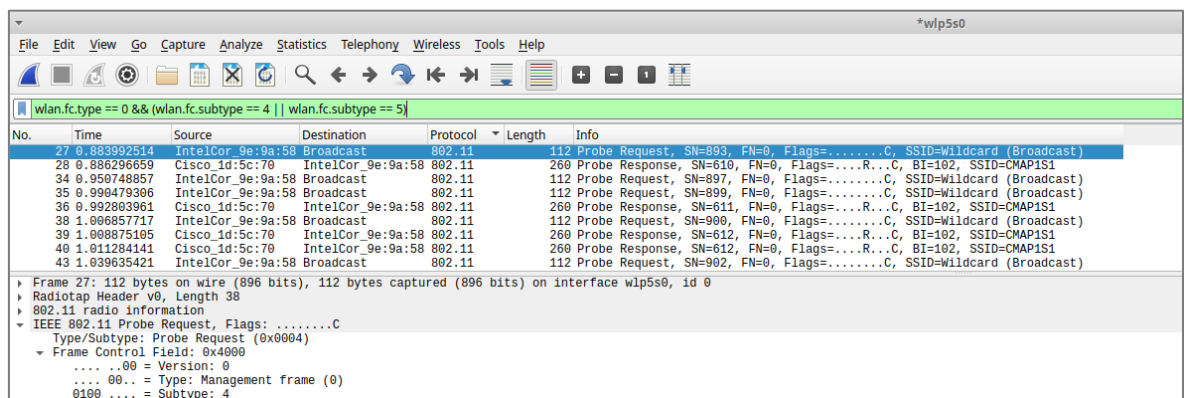 *wlp5s0
File Edit View Go Capture Analyze Statistics Telephony Wireless Tools Help
wlan.fc.type == 0 && (wlan.fc.subtype == 4 || wlan.fc.subtype == 5)
No. Time Source Destination Protocol Length Info
27 0.883992514 IntelCor_9e:9a:58 Broadcast 802.11 112 Probe Request, SN=893, FN=0, Flags=........C, SSID=Wildcard (Broadcast)
28 0.886296659 Cisco_1d:5c:70 IntelCor_9e:9a:58 802.11 260 Probe Response, SN=610, FN=0, Flags=....R...C, BI=102, SSID=CMAP1S1
34 0.950748857 IntelCor_9e:9a:58 Broadcast 802.11 112 Probe Request, SN=897, FN=0, Flags=........C, SSID=Wildcard (Broadcast)
35 0.990479306 IntelCor_9e:9a:58 Broadcast 802.11 112 Probe Request, SN=899, FN=0, Flags=........C, SSID=Wildcard (Broadcast)
36 0.992803961 Cisco_1d:5c:70 IntelCor_9e:9a:58 802.11 260 Probe Response, SN=611, FN=0, Flags=....R...C, BI=102, SSID=CMAP1S1
38 1.006857717 IntelCor_9e:9a:58 Broadcast 802.11 112 Probe Request, SN=900, FN=0, Flags=........C, SSID=Wildcard (Broadcast)
39 1.008875105 Cisco_1d:5c:70 IntelCor_9e:9a:58 802.11 260 Probe Response, SN=612, FN=0, Flags=....R...C, BI=102, SSID=CMAP1S1
40 1.011284141 Cisco_1d:5c:70 IntelCor_9e:9a:58 802.11 260 Probe Response, SN=612, FN=0, Flags=....R...C, BI=102, SSID=CMAP1S1
43 1.039635421 IntelCor_9e:9a:58 Broadcast 802.11 112 Probe Request, SN=902, FN=0, Flags=........C, SSID=Wildcard (Broadcast)
Frame 27: 112 bytes on wire (896 bits), 112 bytes captured (896 bits) on interface wlp5s0, id 0
Radiotap Header v0, Length 38
802.11 radio information
IEEE 802.11 Probe Request, Flags: ........C
Type/Subtype: Probe Request (0x0004)
Frame Control Field: 0x4000
.... ..00 = Version: 0
.... 00.. = Type: Management frame (0)
0100 .... = Subtype: 4